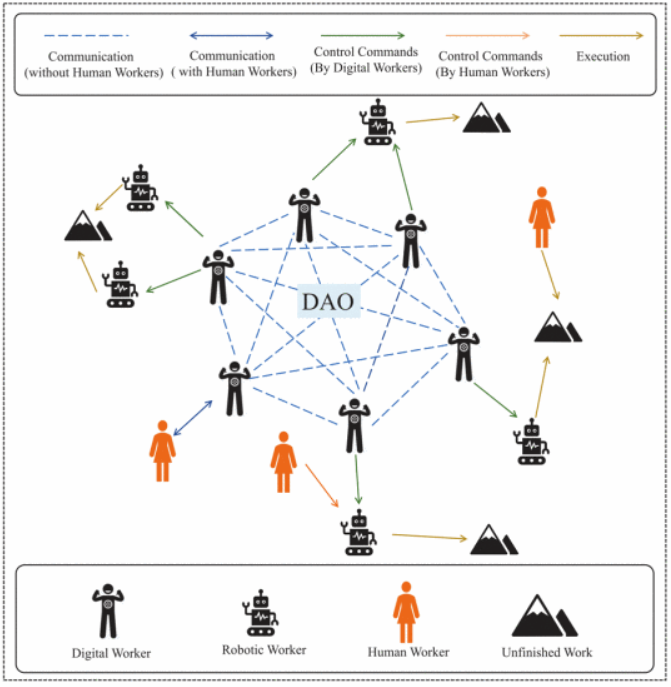 Communication
(without Human Workers)
Communication
( with Human Workers)
Control Commands
(By Digital Workers)
Control Commands
(By Human Workers)
Execution
DAO
Digital Worker
Robotic Worker
Human Worker
Unfinished Work